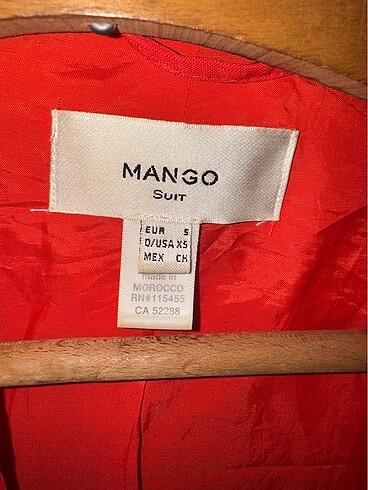 MANGO
SUIT
EUR S
D/USA XS
MEX CH
made in
MOROCCO
RN#115455
CA 52288